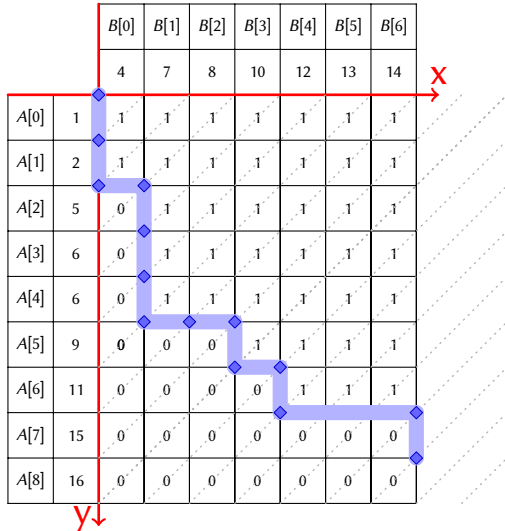 B[0] B[1] B[2] B[3] B[4] B[5] B[6]
4 7 8 10 12 13 14
x
A[0] 1 1 1 1 1 1 1 1
A[1] 2 1 1 1 1 1 1 1
A[2] 5 0 1 1 1 1 1 1
A[3] 6 0 1 1 1 1 1 1
A[4] 6 0 1 1 1 1 1 1
A[5] 9 0 0 0 1 1 1 1
A[6] 11 0 0 0 0 1 1 1
A[7] 15 0 0 0 0 0 0 0
A[8] 16 0 0 0 0 0 0 0
y